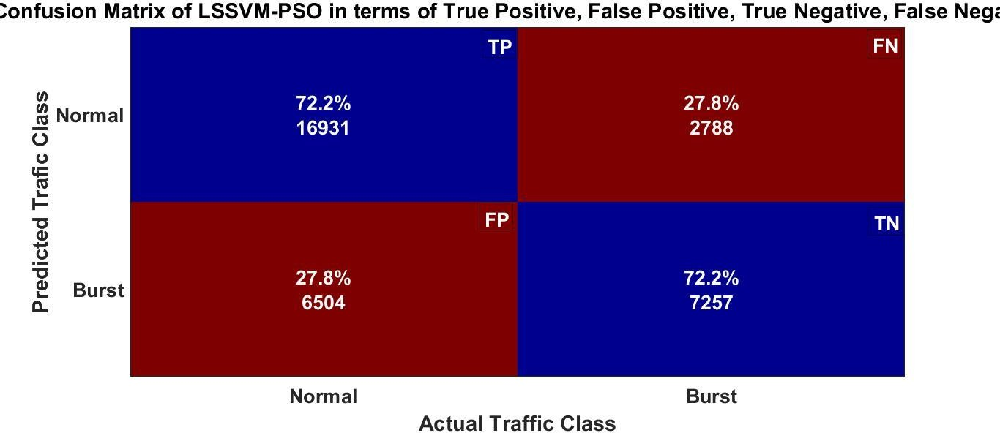 Confusion Matrix of LSSVM-PSO in terms of True Positive, False Positive, True Negative, False Nega
TP
FN
72.2%
27.8%
16931
2788
Normal
FP
TN
27.8%
72.2%
6504
7257
Burst
Predicted Trafic Class
Normal
Burst
Actual Traffic Class